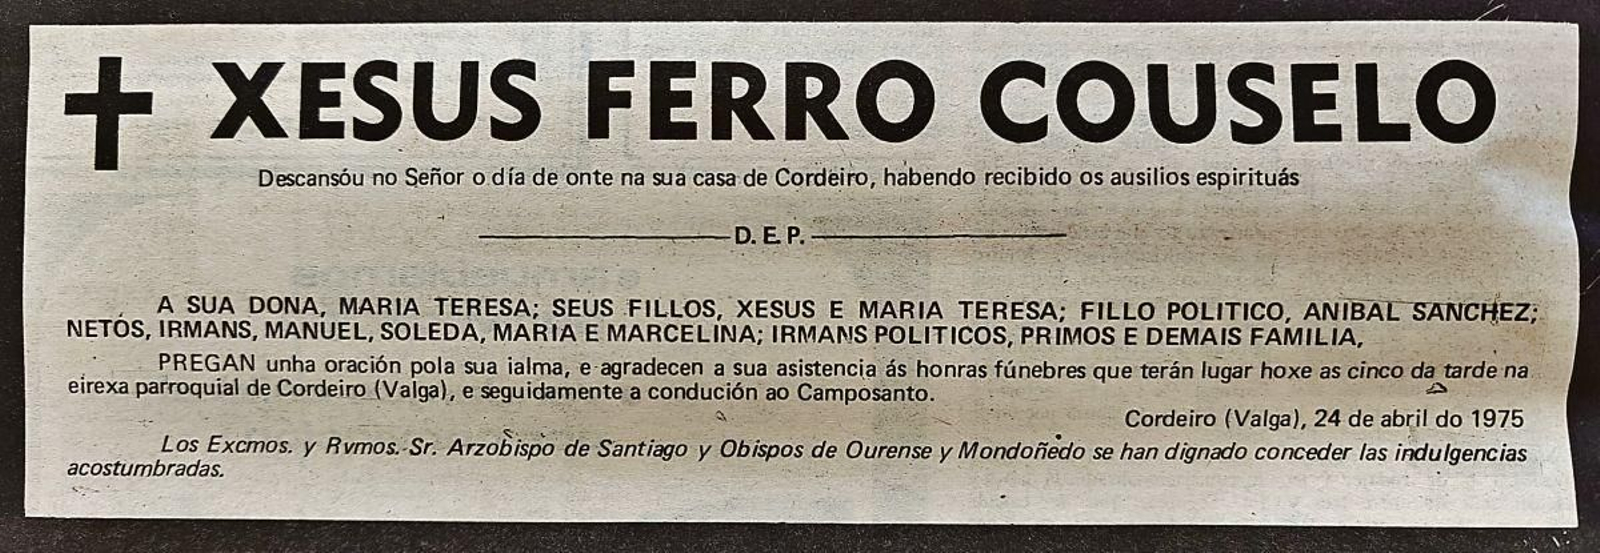 XESUS FERRO COUSELO
Descansóu no Señor o día de onte na sua casa de Cordeiro, habendo recibido os ausilios espirituás
D. E. P.
A SUA DONA, MARIA TERESA; SEUS FILLOS, XESUS E MARIA TERESA; FILLO POLITICO, ANIBAL SANCHEZ;
NETOS, IRMANS, MANUEL, SOLEDA, MARIA E MARCELINA; IRMANS POLITICOS, PRIMOS E DEMAIS FAMILIA,
PREGAN unha oración pola sua ialma, e agradecen a sua asistencia ás honras fúnebres que terán lugar hoxe as cinco da tarde na
eirexa parroquial de Cordeiro (Valga), e seguidamente a condución ao Camposanto.
Cordeiro (Valga), 24 de abril do 1975
Los Excmos. y Rvmos. Sr. Arzobispo de Santiago y Obispos de Ourense y Mondoñedo se han dignado conceder las indulgencias
acostumbradas.